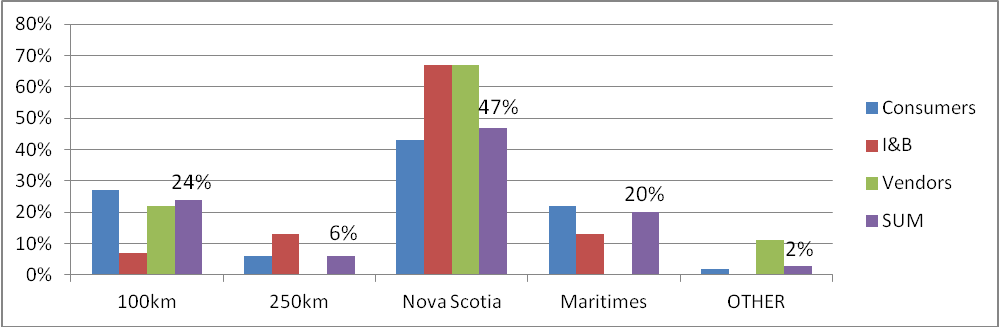 80%
70%
60%
50%
40%
30%
20%
10%
0%
24%
6%
47%
20%
2%
100km
250km
Nova Scotia
Maritimes
OTHER
Consumers
I&B
Vendors
SUM